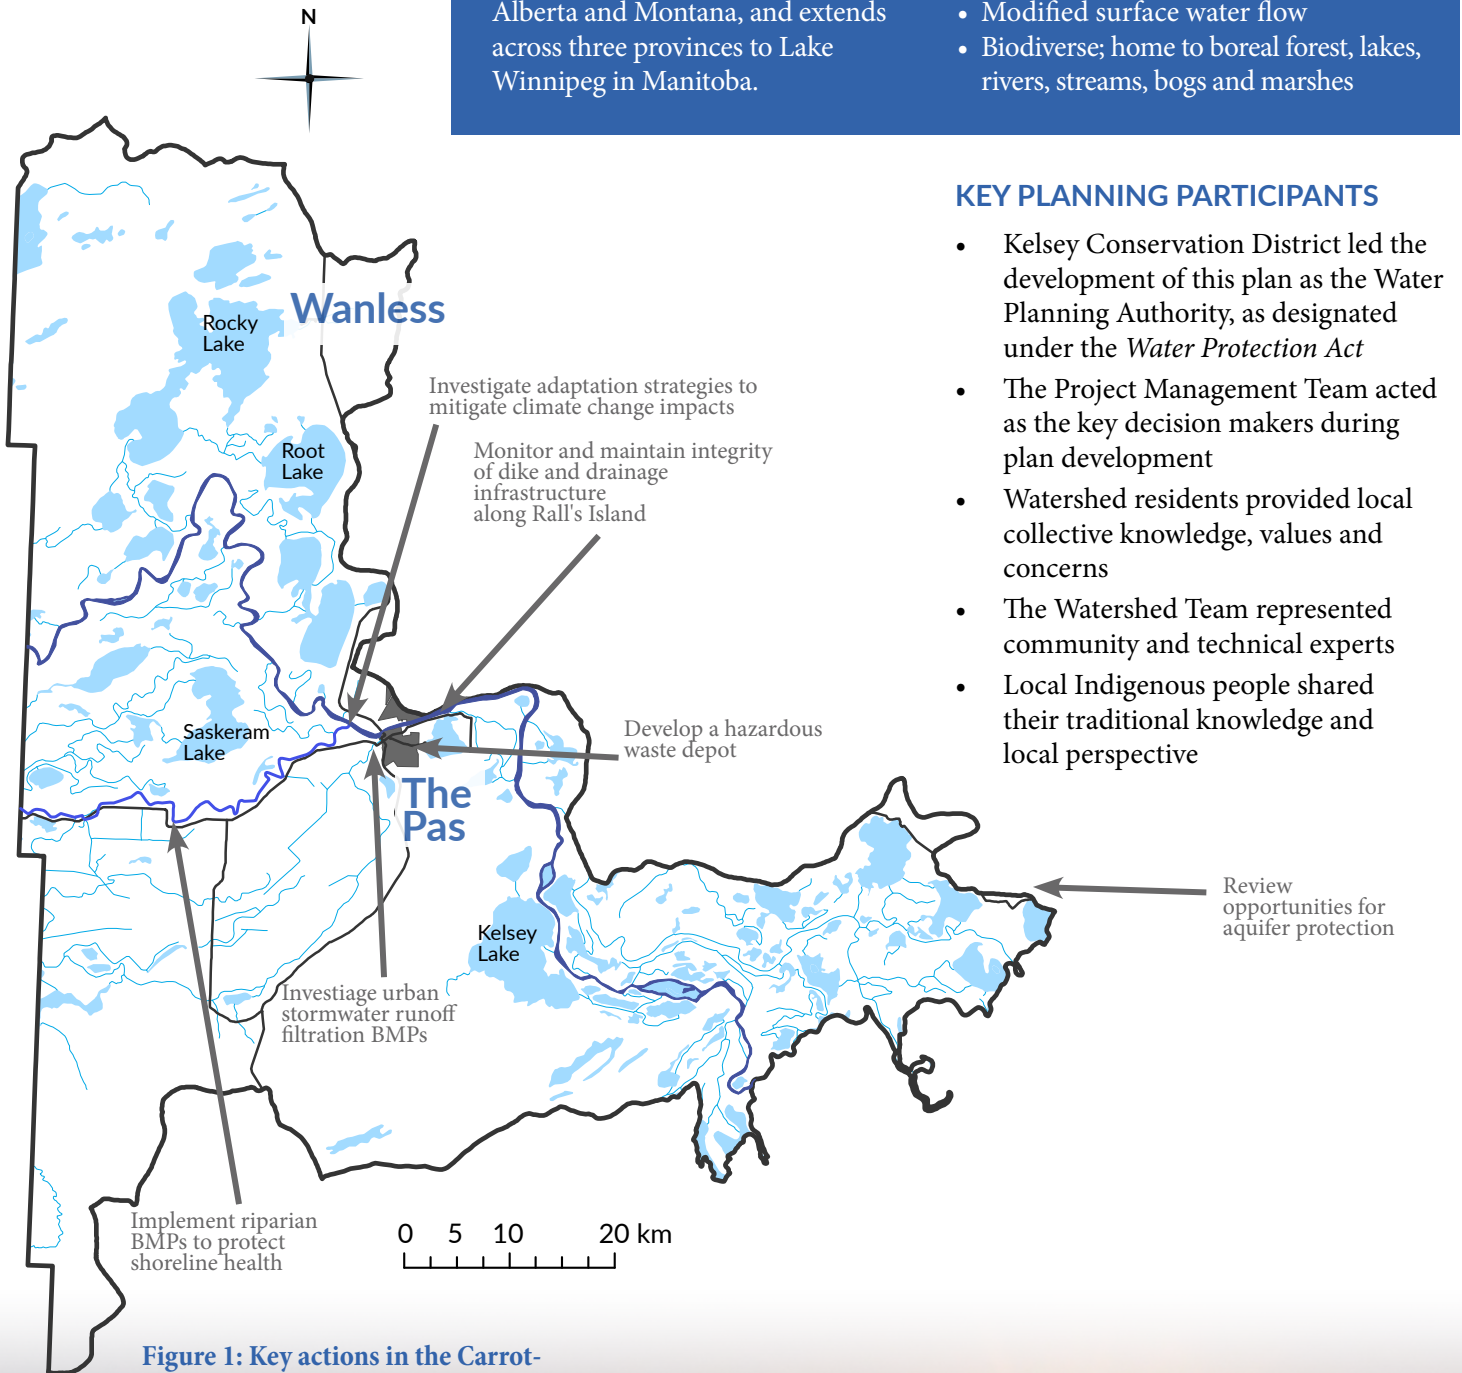 Alberta and Montana, and extends
across three provinces to Lake
Winnipeg in Manitoba.
• Modified surface water flow
• Biodiverse; home to boreal forest, lakes,
rivers, streams, bogs and marshes
N
KEY PLANNING PARTICIPANTS
• Kelsey Conservation District led the
development of this plan as the Water
Planning Authority, as designated
under the Water Protection Act
• The Project Management Team acted
as the key decision makers during
plan development
• Watershed residents provided local
collective knowledge, values and
concerns
• The Watershed Team represented
community and technical experts
• Local Indigenous people shared
their traditional knowledge and
local perspective
Wanless
Rocky
Lake
Investigate adaptation strategies to
mitigate climate change impacts
Root
Lake
Monitor and maintain integrity
of dike and drainage
infrastructure
along Rall's Island
Saskeram
Lake
Develop a hazardous
waste depot
The
Pas
Review
opportunities for
aquifer protection
Kelsey
Lake
Investiage urban
stormwater runoff
filtration BMPs
Implement riparian
BMPs to protect
shoreline health
0 5 10 20 km
Figure 1: Key actions in the Carrot-